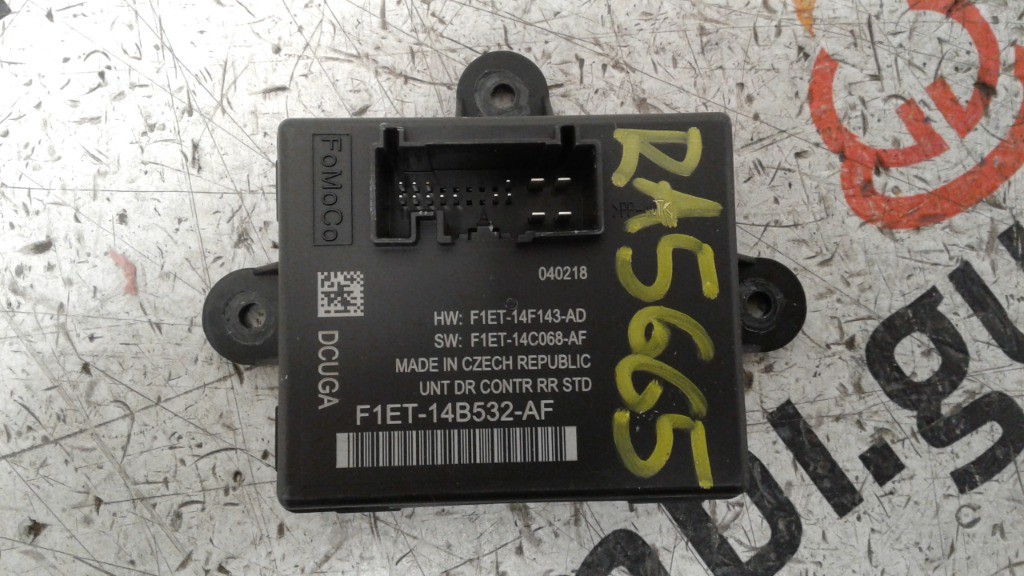 FoMoCo
RA5665
040218
DCUGA
HW: F1ET-14F143-AD
SW: F1ET-14C068-AF
MADE IN CZECH REPUBLIC
UNT DR CONTR RR STD
F1ET-14B532-AF